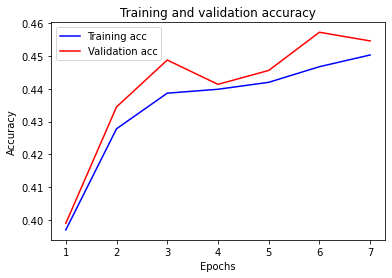 Training and validation accuracy
Training acc
Validation acc
Accuracy
0.46
0.45
0.44
0.43
0.42
0.41
0.40
1 2 3 4 5 6 7
Epochs